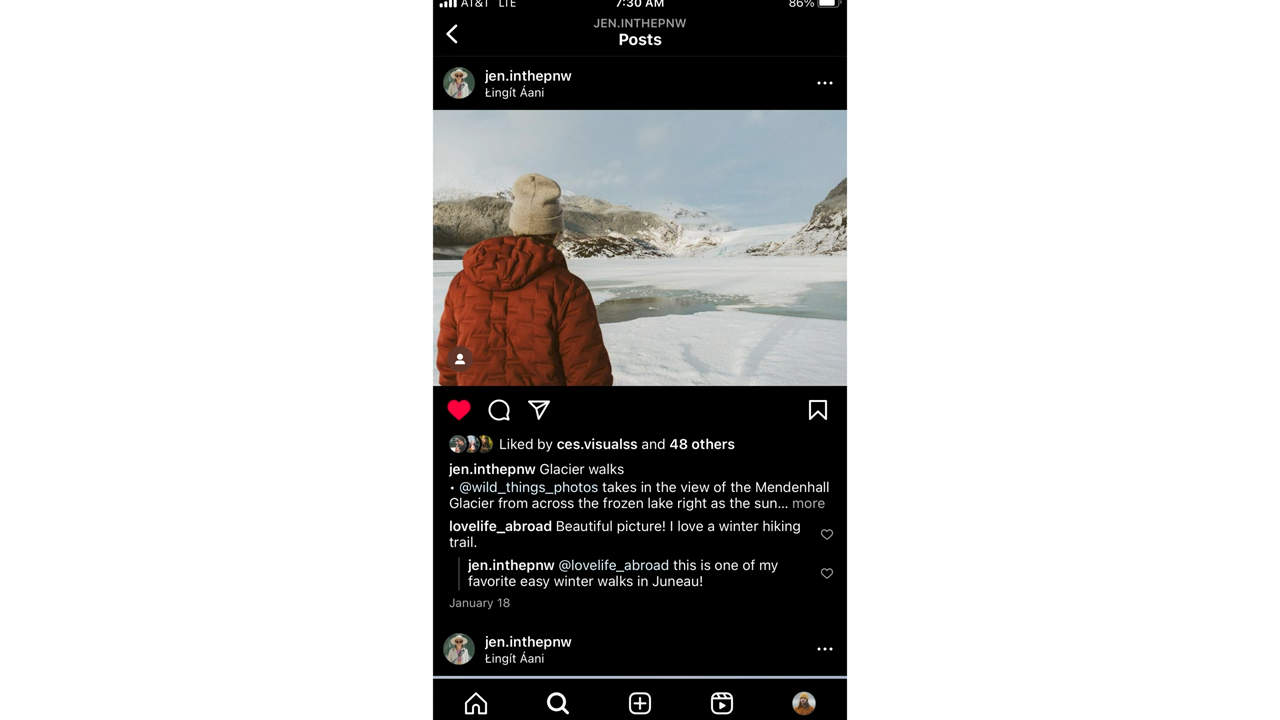 AT&T LTE 7:30 AM 86%
JEN.INTHEPNW
Posts
jen.inthepnw
Łingít Áani
Liked by ces.visualss and 48 others
jen.inthepnw Glacier walks
• @wild_things_photos takes in the view of the Mendenhall
Glacier from across the frozen lake right as the sun... more
lovelife_abroad Beautiful picture! I love a winter hiking
trail.
jen.inthepnw @lovelife_abroad this is one of my
favorite easy winter walks in Juneau!
January 18
jen.inthepnw
Łingít Áani